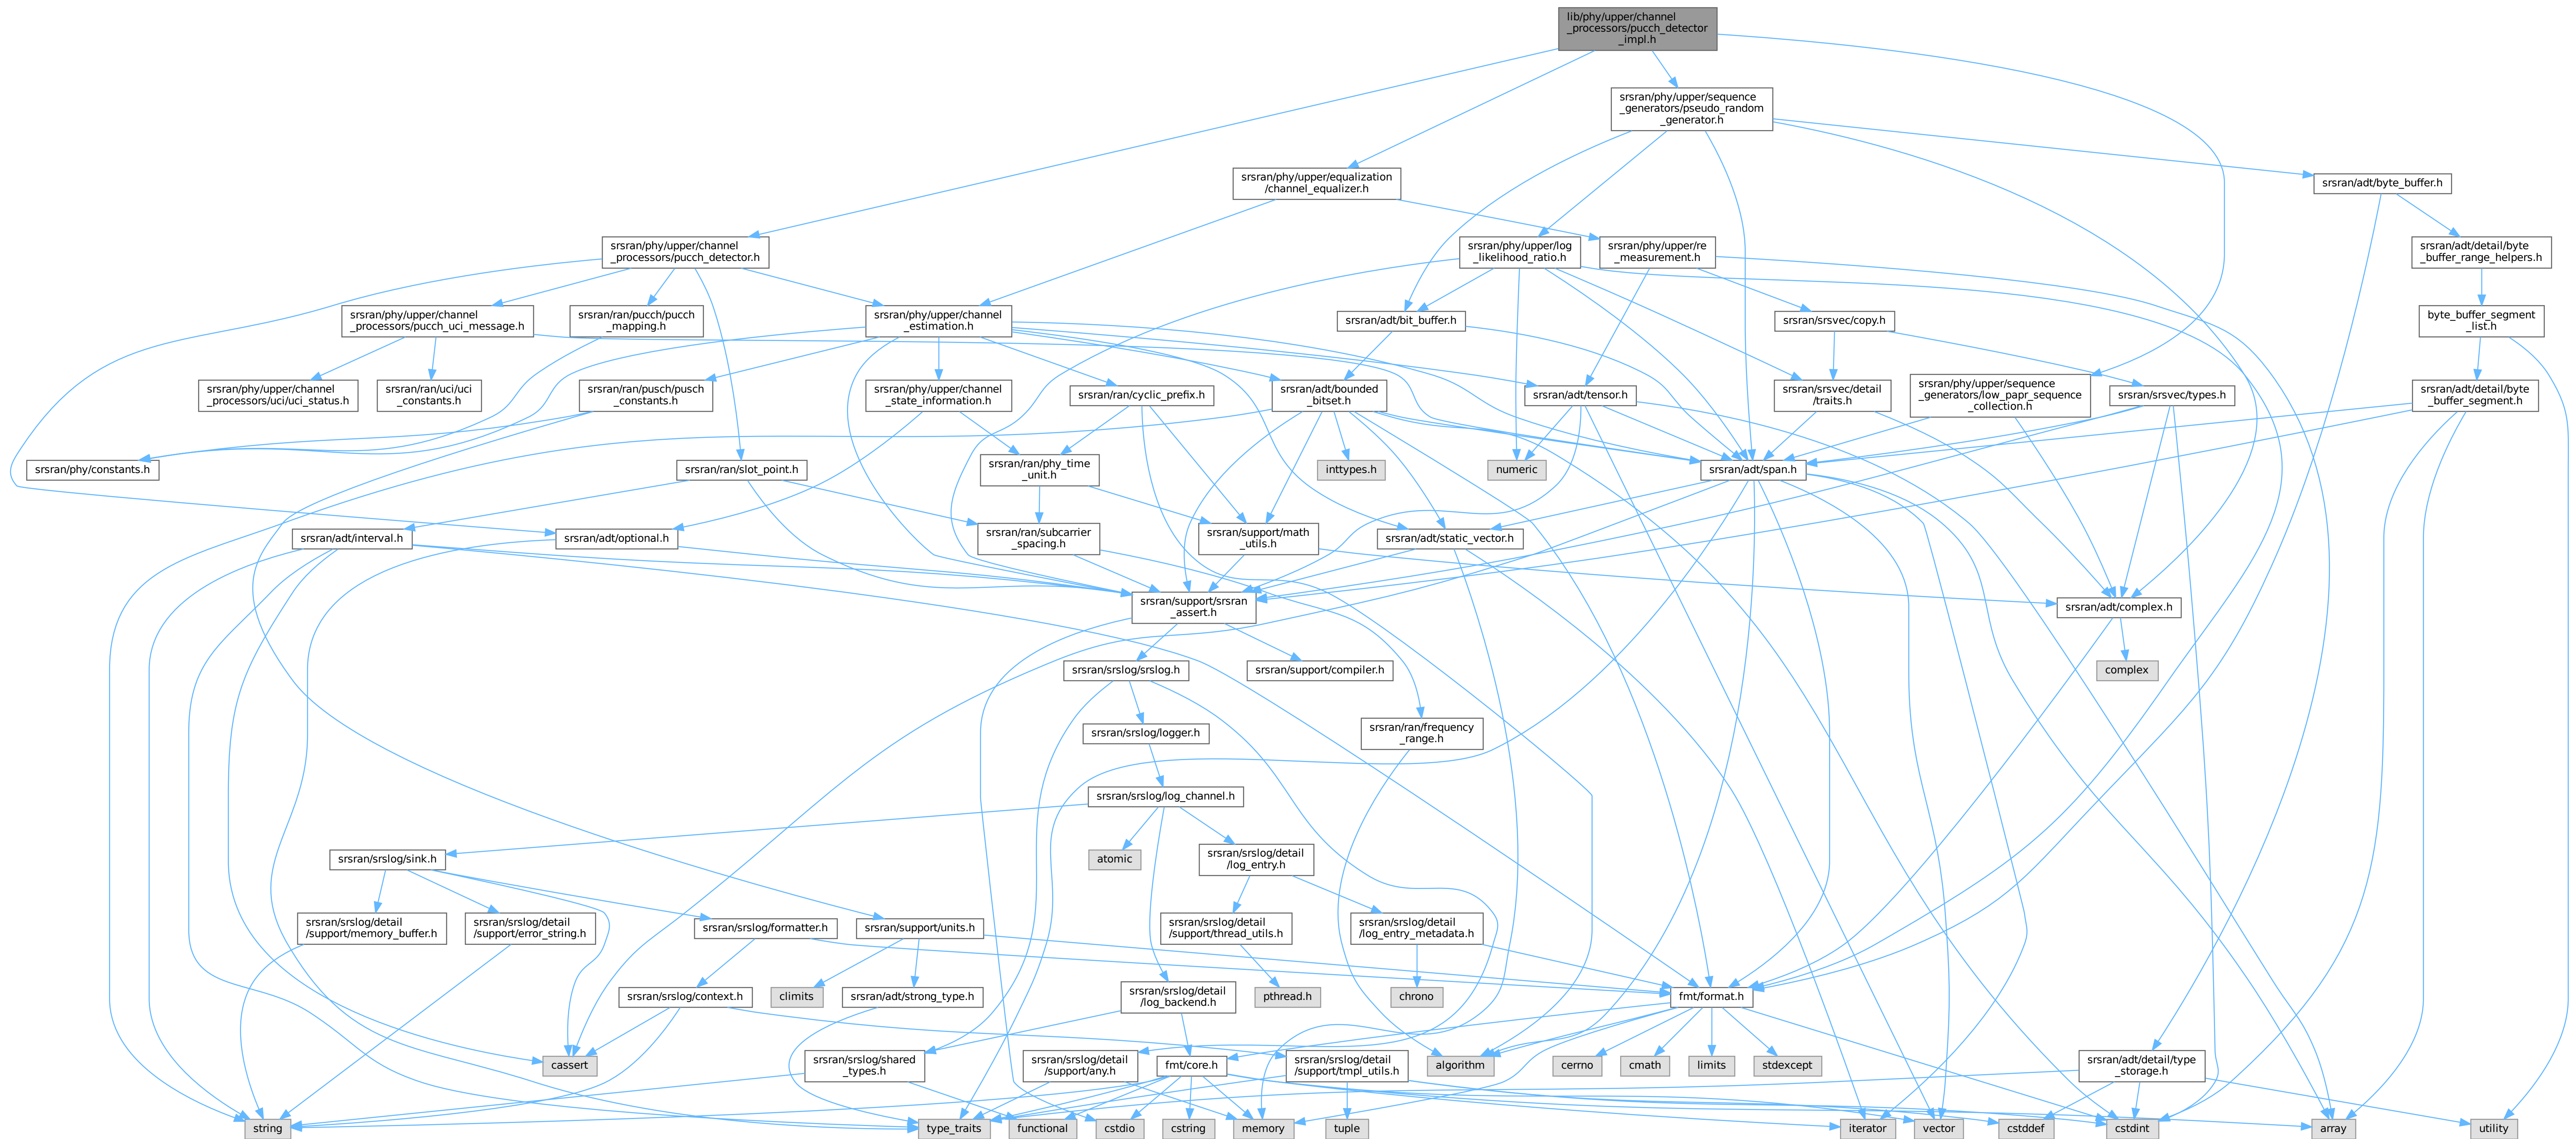 lib/phy/upper/channel
_processors/pucch_detector
_impl.h
srsran/phy/upper/sequence
_generators/pseudo_random
_generator.h
srsran/phy/upper/equalization
/channel_equalizer.h
srsran/adt/byte_buffer.h
srsran/phy/upper/channel
_processors/pucch_detector.h
srsran/phy/upper/log
_likelihood_ratio.h
srsran/phy/upper/re
_measurement.h
srsran/adt/detail/byte
_buffer_range_helpers.h
srsran/phy/upper/channel
_processors/pucch_uci_message.h
srsran/ran/pucch/pucch
_mapping.h
srsran/phy/upper/channel
_estimation.h
srsran/adt/bit_buffer.h
srsran/srsvec/copy.h
byte_buffer_segment
_list.h
srsran/phy/upper/channel
_processors/uci/uci_status.h
srsran/ran/uci/uci
_constants.h
srsran/ran/pusch/pusch
_constants.h
srsran/phy/upper/channel
_state_information.h
srsran/ran/cyclic_prefix.h
srsran/adt/bounded
_bitset.h
srsran/adt/tensor.h
srsran/srsvec/detail
/traits.h
srsran/phy/upper/sequence
_generators/low_papr_sequence
_collection.h
srsran/srsvec/types.h
srsran/adt/detail/byte
_buffer_segment.h
srsran/phy/constants.h
srsran/ran/slot_point.h
srsran/ran/phy_time
_unit.h
inttypes.h
numeric
srsran/adt/span.h
srsran/adt/interval.h
srsran/adt/optional.h
srsran/ran/subcarrier
_spacing.h
srsran/support/math
_utils.h
srsran/adt/static_vector.h
srsran/support/srsran
_assert.h
srsran/adt/complex.h
srsran/srslog/srslog.h
srsran/support/compiler.h
complex
srsran/srslog/logger.h
srsran/ran/frequency
_range.h
srsran/srslog/log_channel.h
srsran/srslog/sink.h
atomic
srsran/srslog/detail
/log_entry.h
srsran/srslog/detail
/support/memory_buffer.h
srsran/srslog/detail
/support/error_string.h
srsran/srslog/formatter.h
srsran/support/units.h
srsran/srslog/detail
/support/thread_utils.h
srsran/srslog/detail
/log_entry_metadata.h
srsran/srslog/context.h
climits
srsran/adt/strong_type.h
srsran/srslog/detail
/log_backend.h
pthread.h
chrono
fmt/format.h
cassert
srsran/srslog/shared
_types.h
srsran/srslog/detail
/support/any.h
fmt/core.h
srsran/srslog/detail
/support/tmpl_utils.h
algorithm
cerrno
cmath
limits
stdexcept
srsran/adt/detail/type
_storage.h
string
type_traits
functional
cstdio
cstring
memory
tuple
iterator
vector
cstddef
cstdint
array
utility